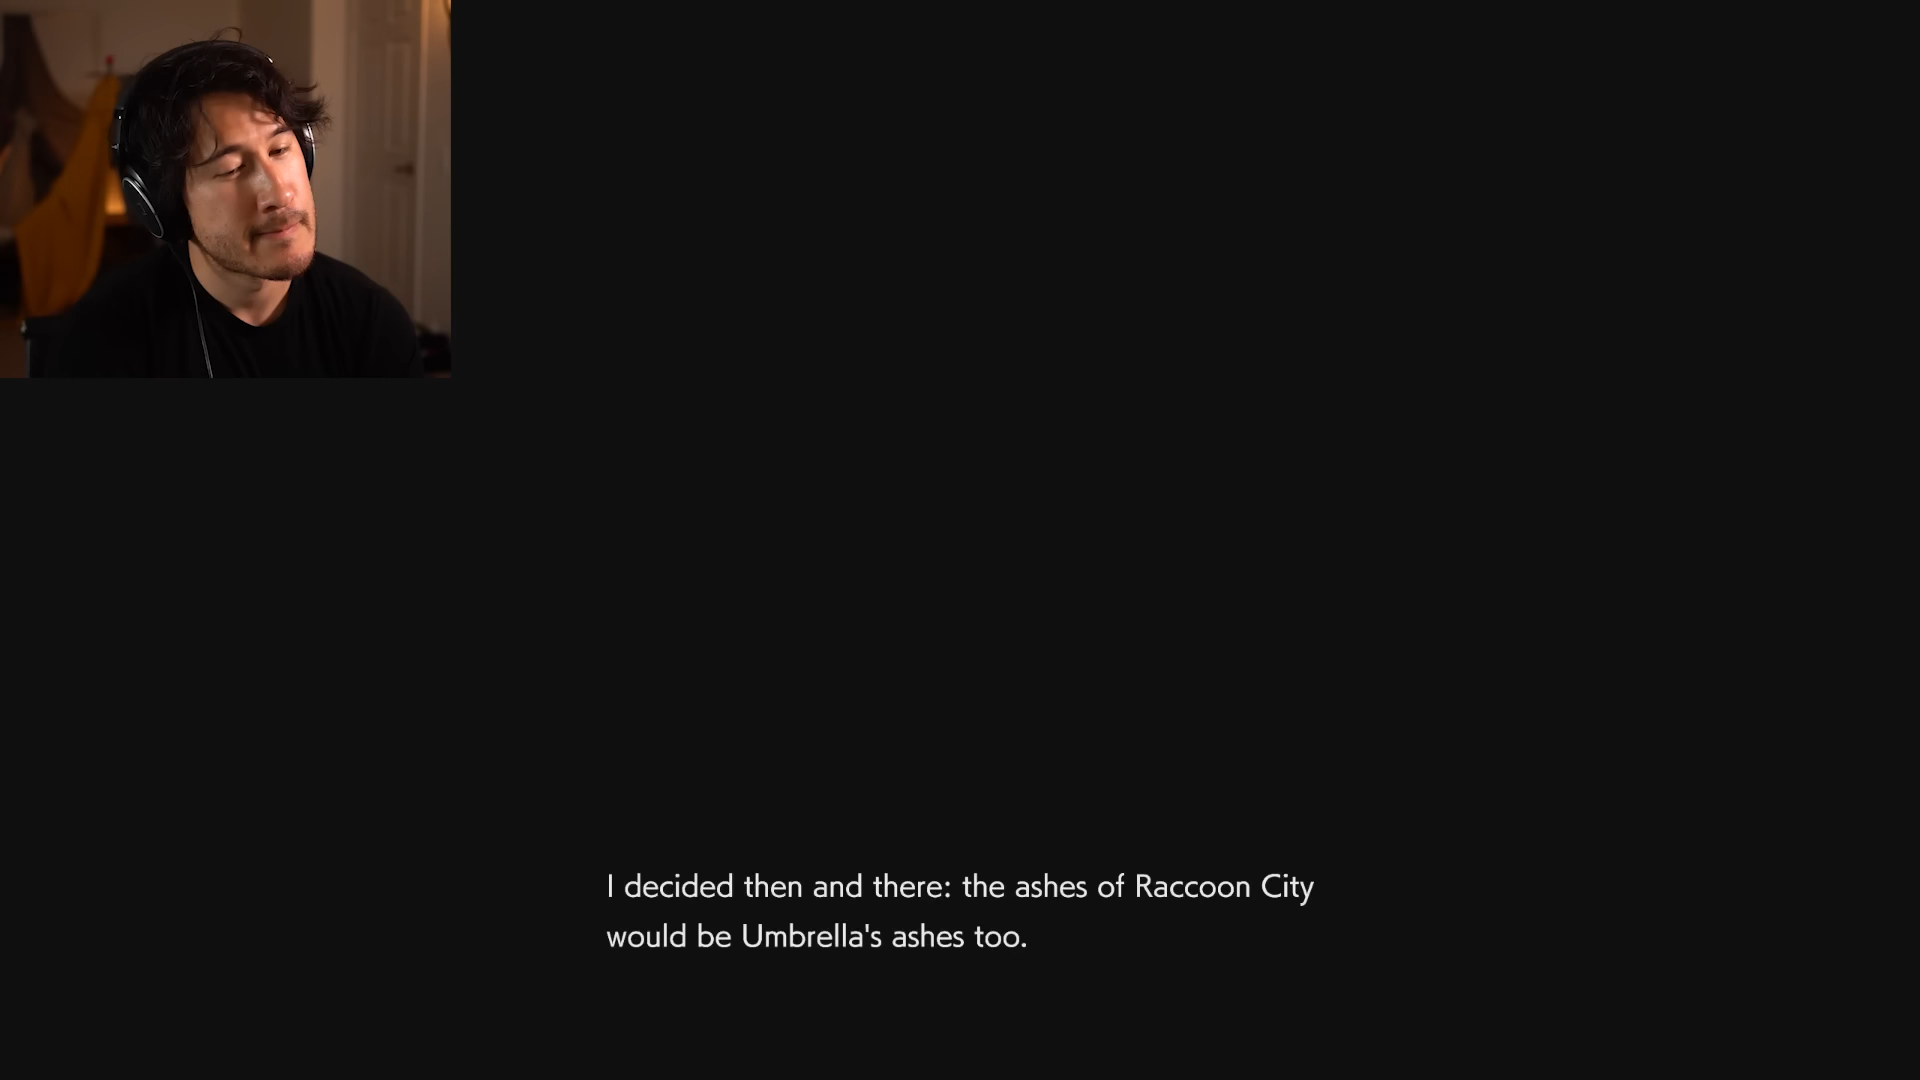 I decided then and there: the ashes of Raccoon City
would be Umbrella's ashes too.